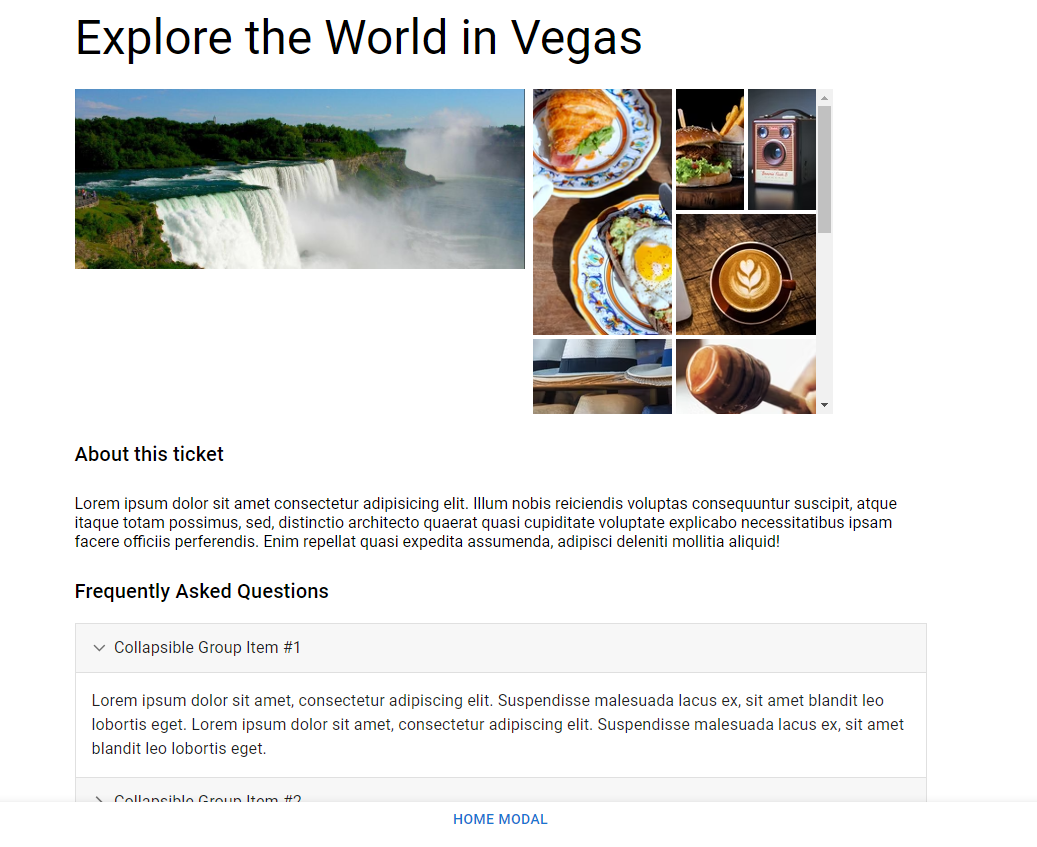 Explore the World in Vegas
About this ticket
Lorem ipsum dolor sit amet consectetur adipisicing elit. Illum nobis reiciendis voluptas consequuntur suscipit, atque
itaque totam possimus, sed, distinctio architecto quaerat quasi cupiditate voluptate explicabo necessitatibus ipsam
facere officiis perferendis. Enim repellat quasi expedita assumenda, adipisci deleniti mollitia aliquid!
Frequently Asked Questions
Collapsible Group Item #1
Lorem ipsum dolor sit amet, consectetur adipiscing elit. Suspendisse malesuada lacus ex, sit amet blandit leo
lobortis eget. Lorem ipsum dolor sit amet, consectetur adipiscing elit. Suspendisse malesuada lacus ex, sit amet
blandit leo lobortis eget.
Collapsible Group Item #2
HOME MODAL